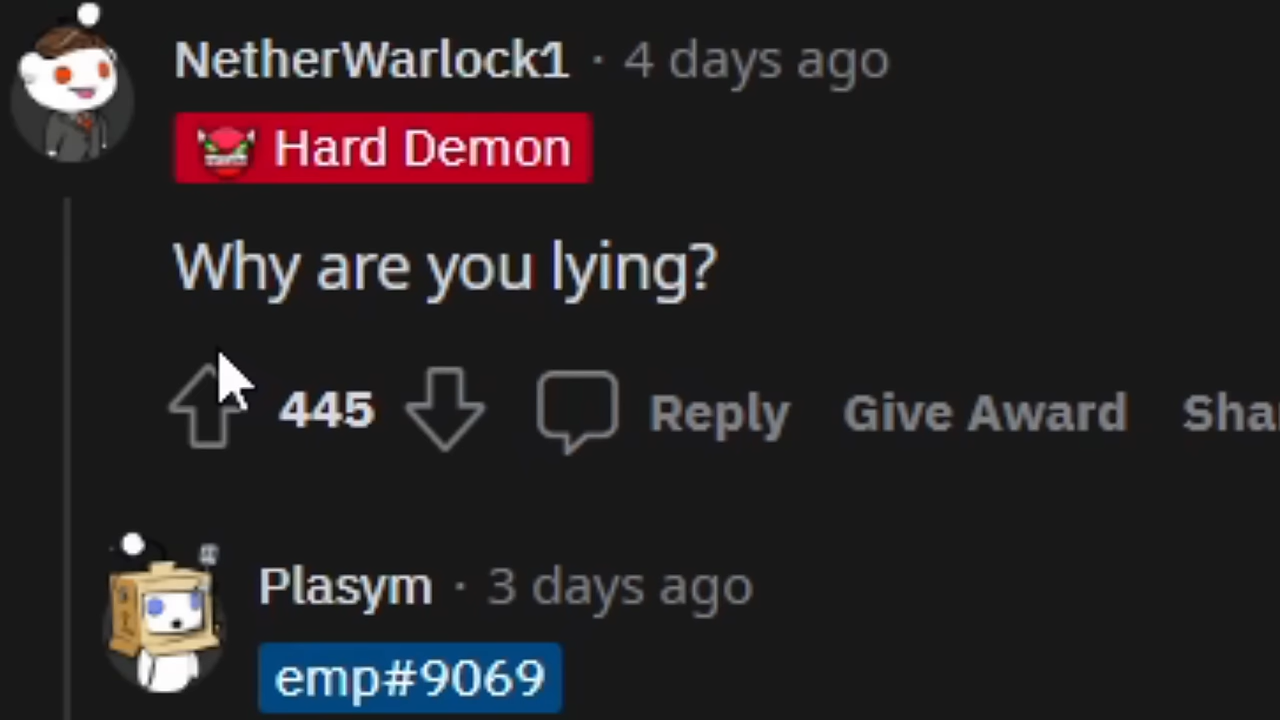 NetherWarlock1 · 4 days ago
Hard Demon
Why are you lying?
445 Reply Give Award Shar
Plasym · 3 days ago
emp#9069